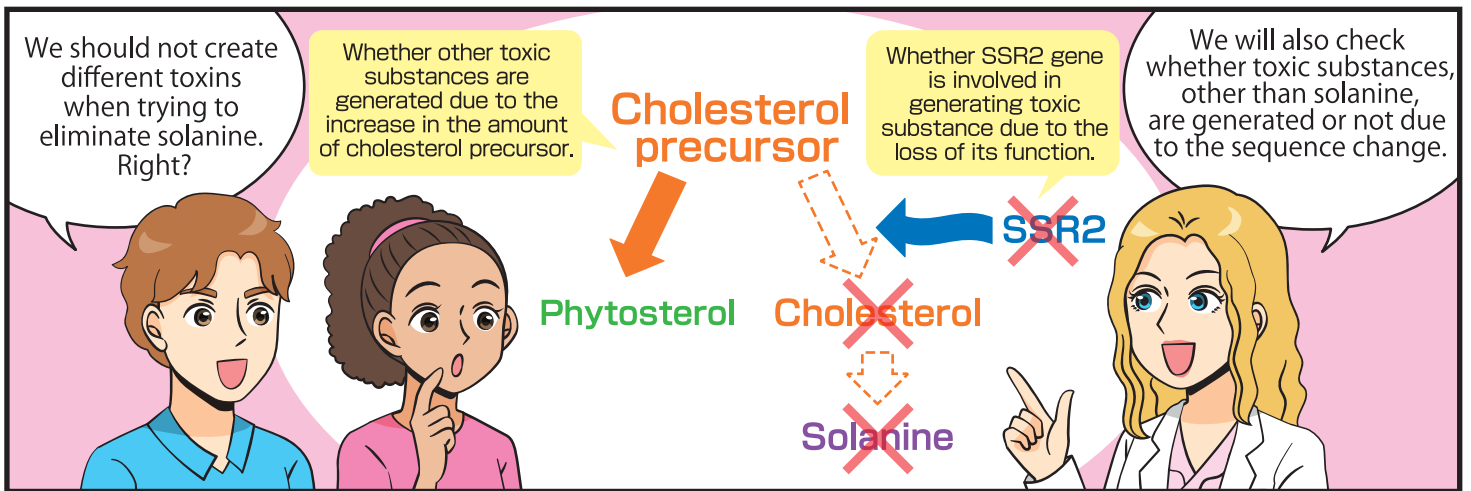 We should not create
different toxins
when trying to
eliminate solanine.
Right?
Whether other toxic
substances are
generated due to the
increase in the amount
of cholesterol precursor.
Cholesterol
precursor
Whether SSR2 gene
is involved in
generating toxic
substance due to the
loss of its function.
We will also check
whether toxic substances,
other than solanine,
are generated or not due
to the sequence change.
SSR2
Phytosterol
Cholesterol
Solanine